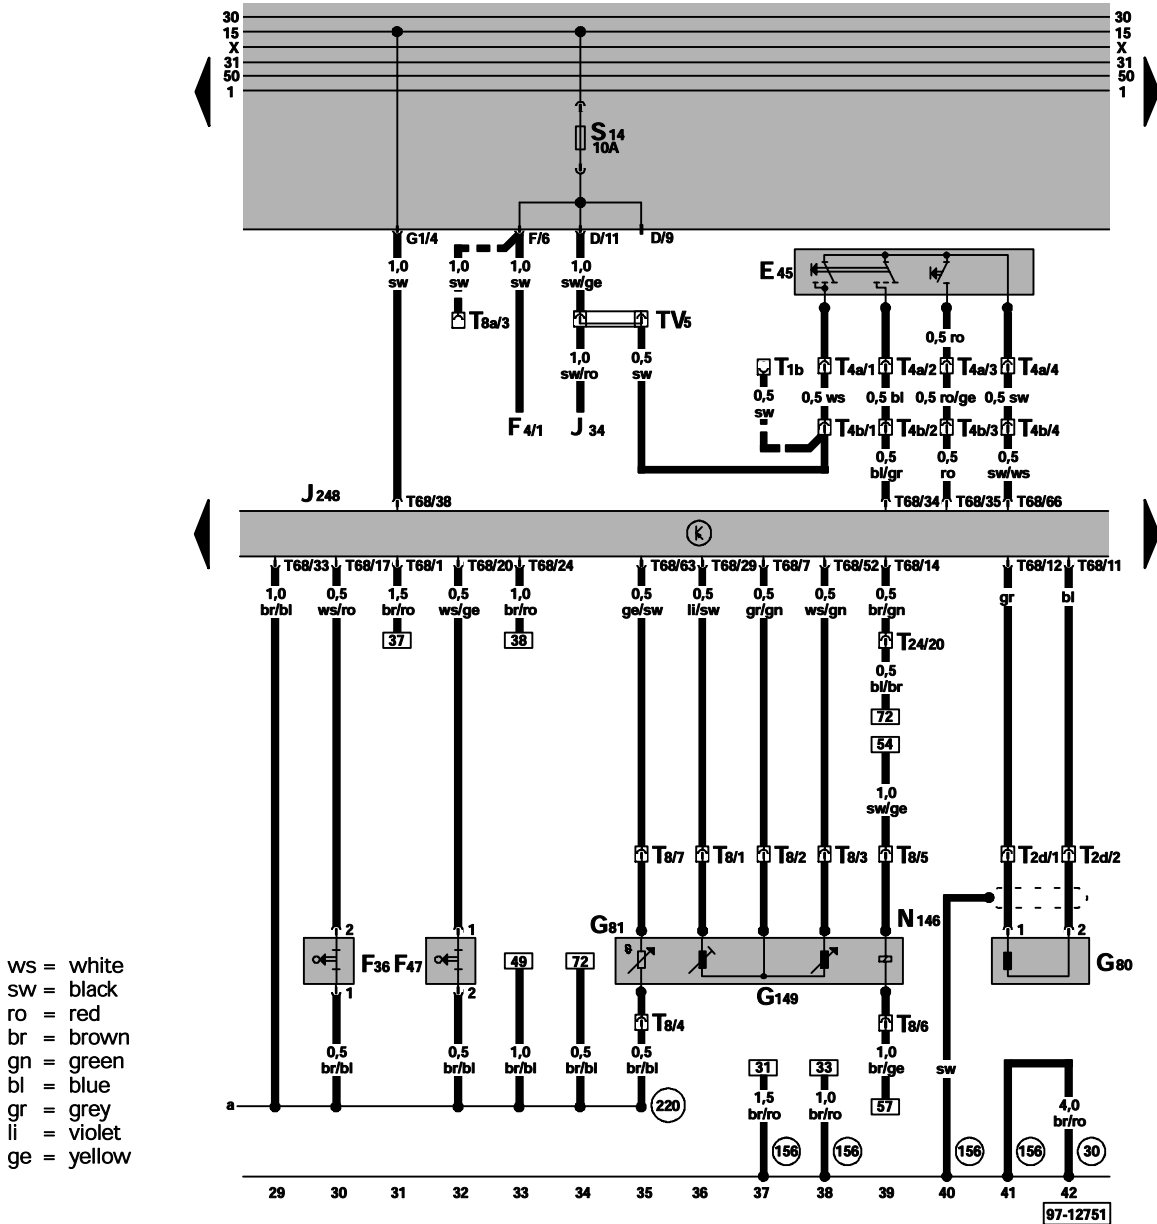 30 30
15 15
X X
31 31
50 50
1 1
S14
10A
G1/4 F/6 D/11 D/9
1,0 1,0 1,0 1,0
sw sw sw sw/ge
E45
T8a/3 TV5
0,5 ro
1,0 0,5
sw/ro sw
T1b T4a/1 T4a/2 T4a/3 T4a/4
0,5 0,5 ws 0,5 bl 0,5 ro/ge 0,5 sw
sw
F4/1 J34 T4b/1 T4b/2 T4b/3 T4b/4
0,5 0,5 0,5
bl/gr ro sw/ws
J248 T68/38 T68/34 T68/35 T68/66
K
T68/33 T68/17 T68/1 T68/20 T68/24 T68/63 T68/29 T68/7 T68/52 T68/14 T68/12 T68/11
1,0 0,5 1,5 0,5 1,0 0,5 0,5 0,5 0,5 0,5 gr bl
br/bl ws/ro br/ro ws/ge br/ro ge/sw li/sw gr/gn ws/gn br/gn
37 38 T24/20
0,5
bl/br
72
54
1,0
sw/ge
T8/7 T8/1 T8/2 T8/3 T8/5 T2d/1 T2d/2
N146
G81
2 1 1 2
F36 F47 49 72 G80
ϑ
1 2 G149
T8/4 T8/6
0,5 0,5 1,0 0,5 0,5 1,0
br/bl br/bl br/bl br/bl br/bl br/ge
31 33 sw
1,5 1,0 57 4,0
br/ro br/ro br/ro
a 220
156 156 156 156 30
29 30 31 32 33 34 35 36 37 38 39 40 41 42
97-12751
ws = white
sw = black
ro = red
br = brown
gn = green
bl = blue
gr = grey
li = violet
ge = yellow